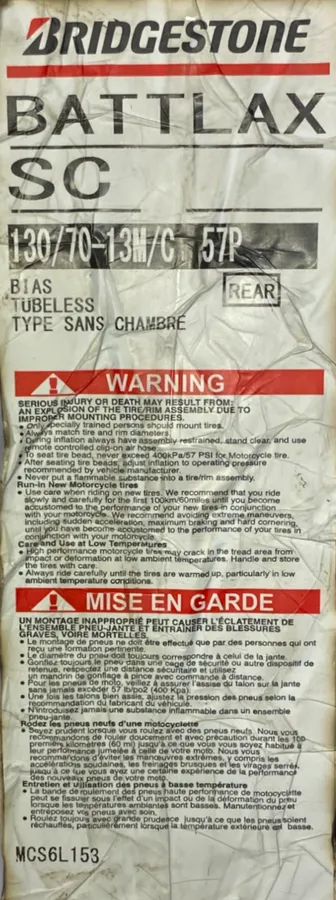 BRIDGESTONE
BATTLAX
SC
130/70-13M/C 57P
BIAS
REAR
TUBELESS
TYPE SANS CHAMBRE
WARNING
SERIOUS INJURY OR DEATH MAY RESULT FROM:
AN EXPLOSION OF THE TIRE/RIM ASSEMBLY DUE TO
IMPROPER MOUNTING PROCEDURES.
• Only specially trained persons should mount tires.
• Always match tire and rim diameters.
• During inflation always have assembly restrained, stand clear, and use
remote controlled clip-on air hose.
• To seat tire bead, never exceed 400kPa/57 PSI for Motorcycle tire.
• After seating tire beads, adjust inflation to operating pressure
recommended by vehicle manufacturer.
• Never put a flammable substance into a tire/rim assembly.
Run-in New Motorcycle tires
• Use care when riding on new tires. We recommend that you ride
slowly and carefully for the first 100km/60miles until you become
accustomed to the performance of your new tires in conjunction
with your motorcycle. We recommend avoiding extreme maneuvers,
including sudden acceleration, maximum braking and hard cornering,
until you have become accustomed to the performance of your tires in
conjunction with your motorcycle.
Care and Use at Low Temperatures
• High performance motorcycle tires may crack in the tread area from
impact or deformation at low ambient temperatures. Handle and store
the tires with care.
• Always ride carefully until the tires are warmed up, particularly in low
ambient temperature conditions.
MISE EN GARDE
UN MONTAGE INAPPROPRIÉ PEUT CAUSER L'ÉCLATEMENT DE
L'ENSEMBLE PNEU-JANTE ET ENTRAÎNER DES BLESSURES
GRAVES, VOIRE MORTELLES.
• Le montage de pneus ne doit être effectué que par des personnes qui ont
reçu une formation pertinente.
• Le diamètre du pneu doit toujours correspondre à celui de la jante.
• Gonflez toujours le pneu dans une cage de sécurité ou autre dispositif de
retenue, respectez une distance sécuritaire et utilisez
un mandrin de gonflage à pince avec commande à distance.
• Pour les pneus de moto, veillez à assurer l'assise du talon sur la jante
sans jamais excéder 57 lb/po2 (400 Kpa).
• Une fois les talons bien assis, ajustez la pression des pneus selon la
recommandation du fabricant du véhicule.
• N'introduisez jamais une substance inflammable dans un ensemble
pneu-jante.
Rodez les pneus neufs d'une motocyclette
• Soyez prudent lorsque vous roulez avec des pneus neufs. Nous vous
recommandons de rouler doucement et avec précaution durant les 100
premiers kilomètres (60 mi) jusqu'à ce que vous vous soyez habitué à
leur performance jumelée à celle de votre moto. Nous vous
recommandons d'éviter les manœuvres extrêmes, y compris les
accélérations soudaines, les freinages brusques et les virages serrés,
jusqu'à ce que vous ayez une certaine expérience de la performance
des nouveaux pneus de votre moto.
Entretien et utilisation des pneus à basse température
• La bande de roulement des pneus haute performance de motocyclette
peut se fissurer sous l'effet d'un impact ou de la déformation du pneu
lorsque les températures ambiantes sont basses. Manutentionnez et
entreposez vos pneus avec soin.
• Roulez toujours avec grande prudence jusqu'à ce que les pneus soient
réchauffés, particulièrement lorsque la température extérieure est basse.
MCS6L153